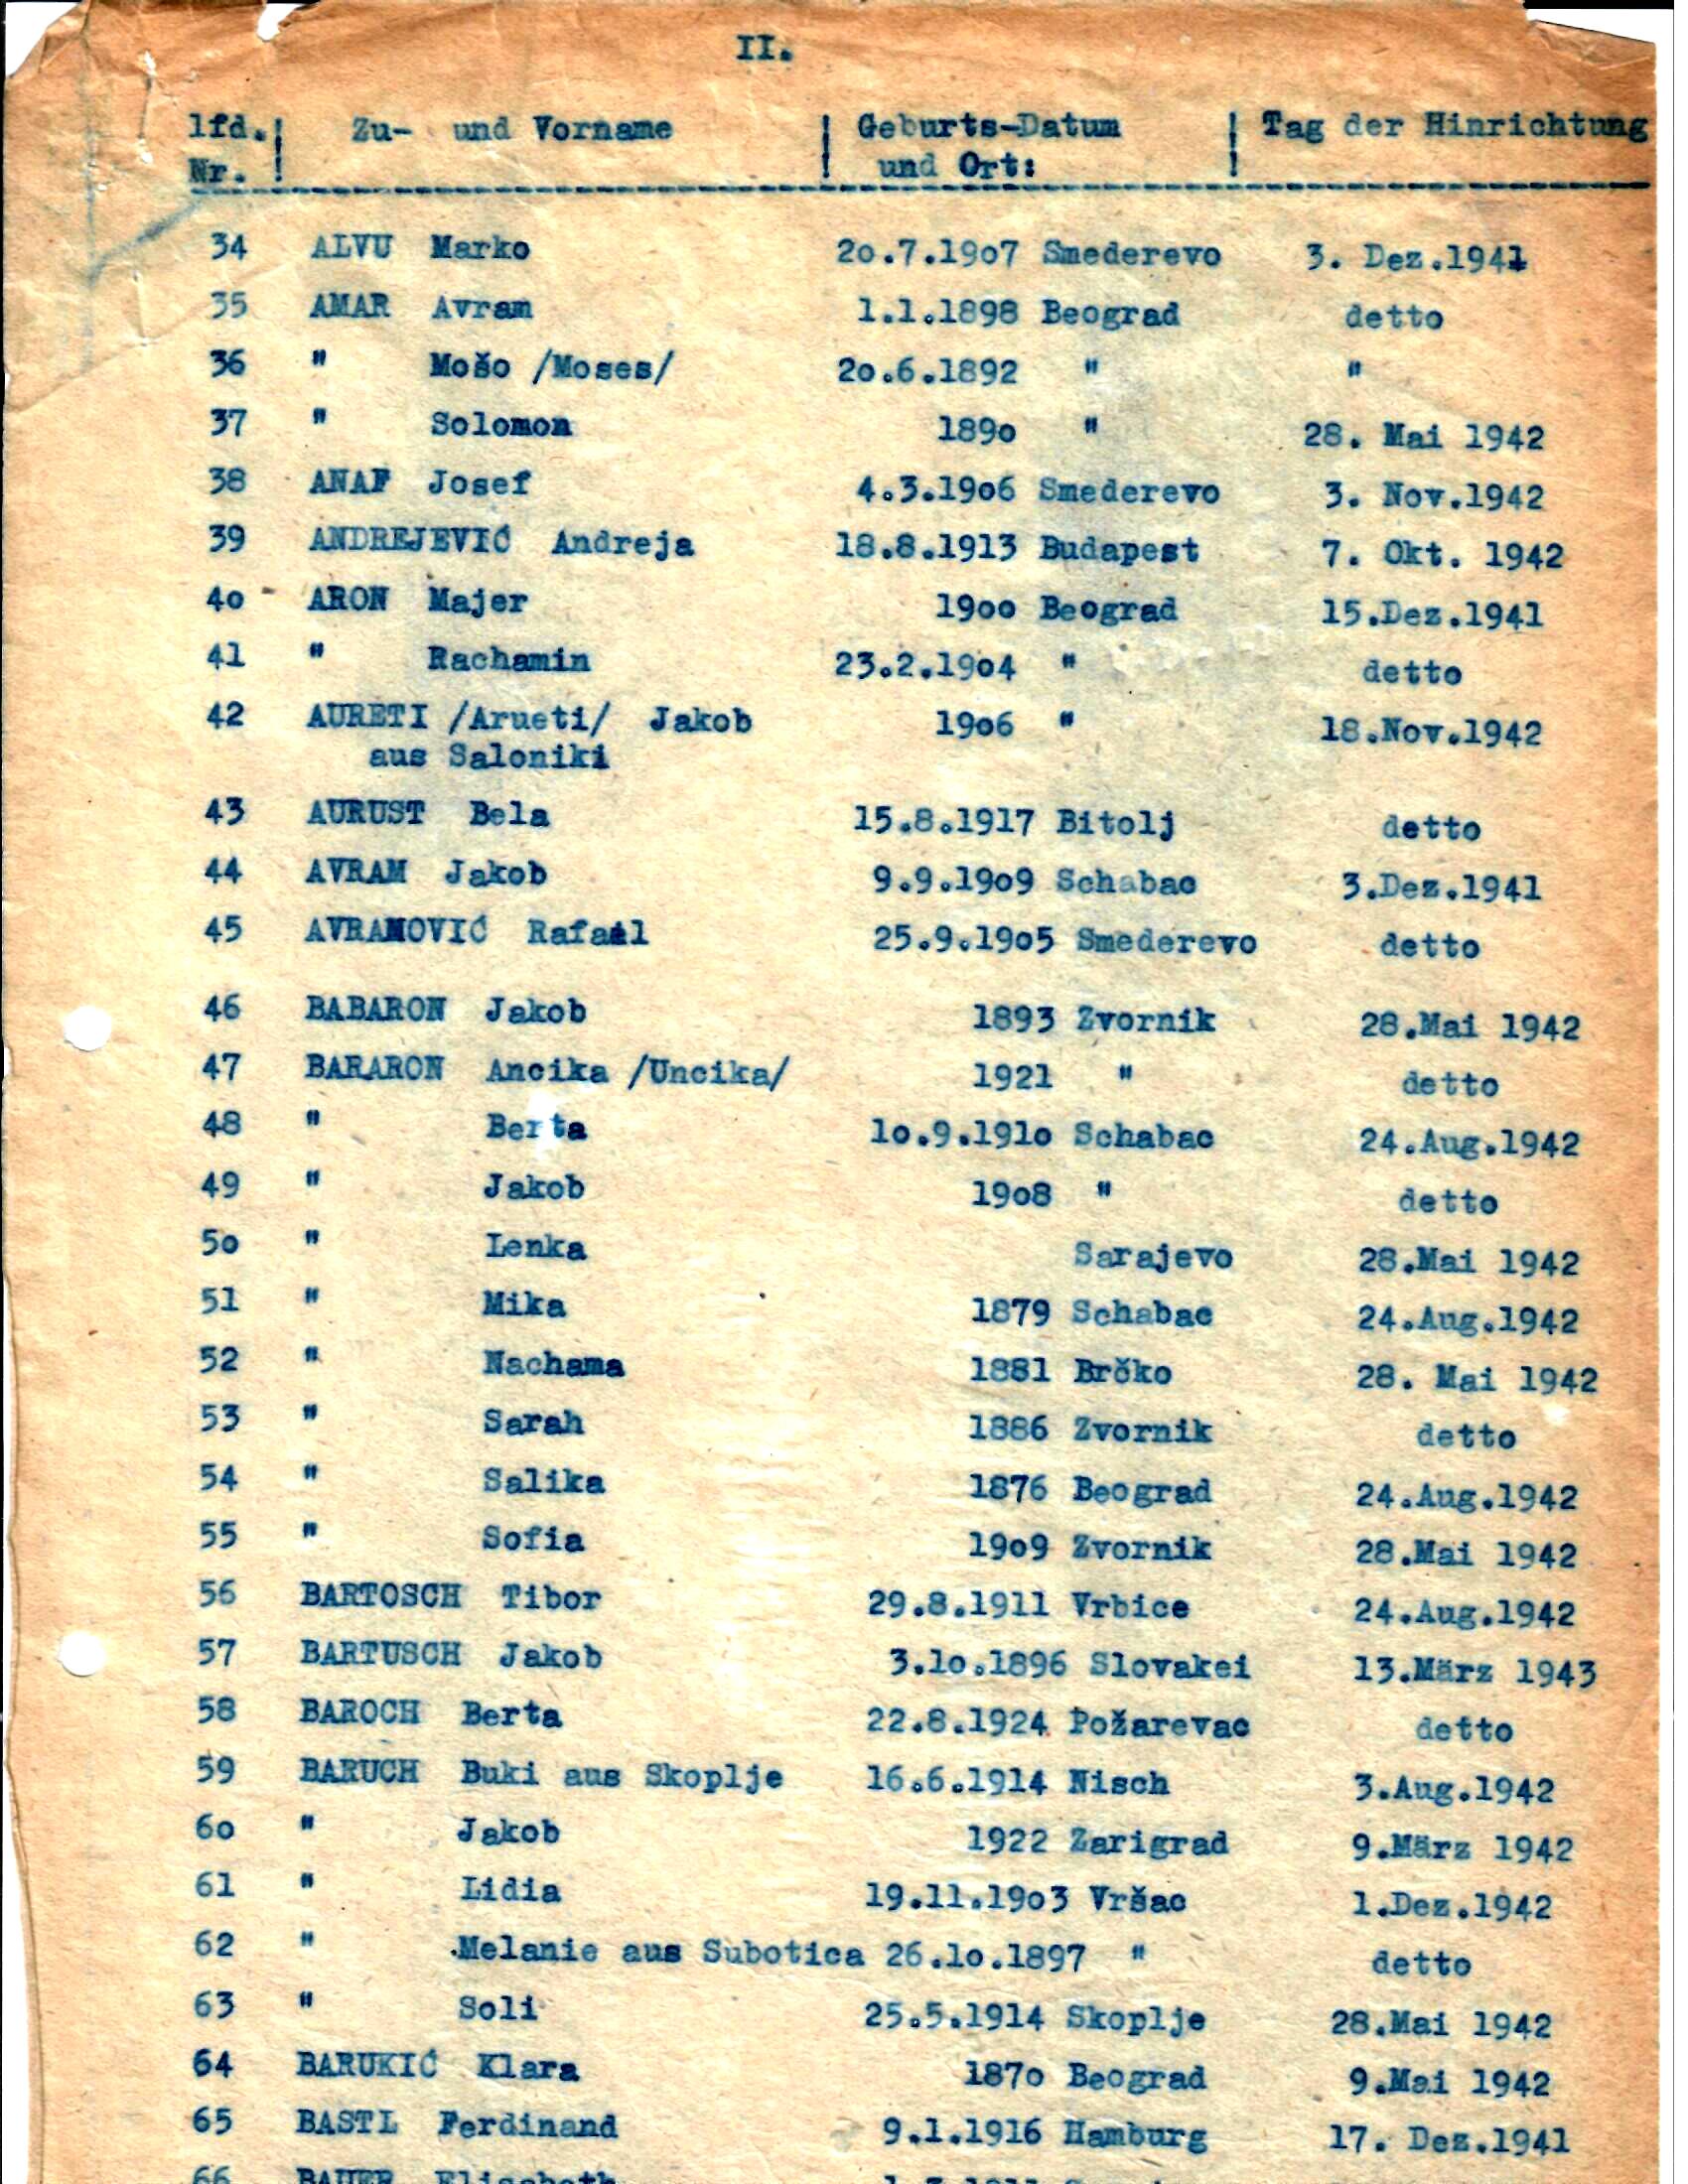 II.
lfd. ! Zu- und Vorname ! Geburts-Datum ! Tag der Hinrichtung
Nr. ! ! und Ort: !
34 ALVU Marko 2o.7.19o7 Smederevo 3. Dez.1941
35 AMAR Avram 1.1.1898 Beograd detto
36 " Mošo /Moses/ 2o.6.1892 " "
37 " Solomon 189o " 28. Mai 1942
38 ANAF Josef 4.3.19o6 Smederevo 3. Nov.1942
39 ANDREJEVIĆ Andreja 18.8.1913 Budapest 7. Okt. 1942
4o ARON Majer 19oo Beograd 15.Dez.1941
41 " Rachamin 23.2.19o4 " detto
42 AURETI /Arueti/ Jakob 19o6 " 18.Nov.1942
aus Saloniki
43 AURUST Bela 15.8.1917 Bitolj detto
44 AVRAM Jakob 9.9.19o9 Schabac 3.Dez.1941
45 AVRAMOVIĆ Rafael 25.9.19o5 Smederevo detto
46 BABARON Jakob 1893 Zvornik 28.Mai 1942
47 BARARON Ancika /Uncika/ 1921 " detto
48 " Berta 1o.9.191o Schabac 24.Aug.1942
49 " Jakob 19o8 " detto
5o " Lenka Sarajevo 28.Mai 1942
51 " Mika 1879 Schabac 24.Aug.1942
52 " Nachama 1881 Brčko 28. Mai 1942
53 " Sarah 1886 Zvornik detto
54 " Salika 1876 Beograd 24.Aug.1942
55 " Sofia 19o9 Zvornik 28.Mai 1942
56 BARTOSCH Tibor 29.8.1911 Vrbice 24.Aug.1942
57 BARTUSCH Jakob 3.1o.1896 Slovakei 13.März 1943
58 BAROCH Berta 22.8.1924 Požarevac detto
59 BARUCH Buki aus Skoplje 16.6.1914 Nisch 3.Aug.1942
6o " Jakob 1922 Zarigrad 9.März 1942
61 " Lidia 19.11.19o3 Vršac 1.Dez.1942
62 " Melanie aus Subotica 26.1o.1897 " detto
63 " Soli 25.5.1914 Skoplje 28.Mai 1942
64 BARUKIĆ Klara 187o Beograd 9.Mai 1942
65 BASTL Ferdinand 9.1.1916 Hamburg 17. Dez.1941
66 BAUER Elisabeth